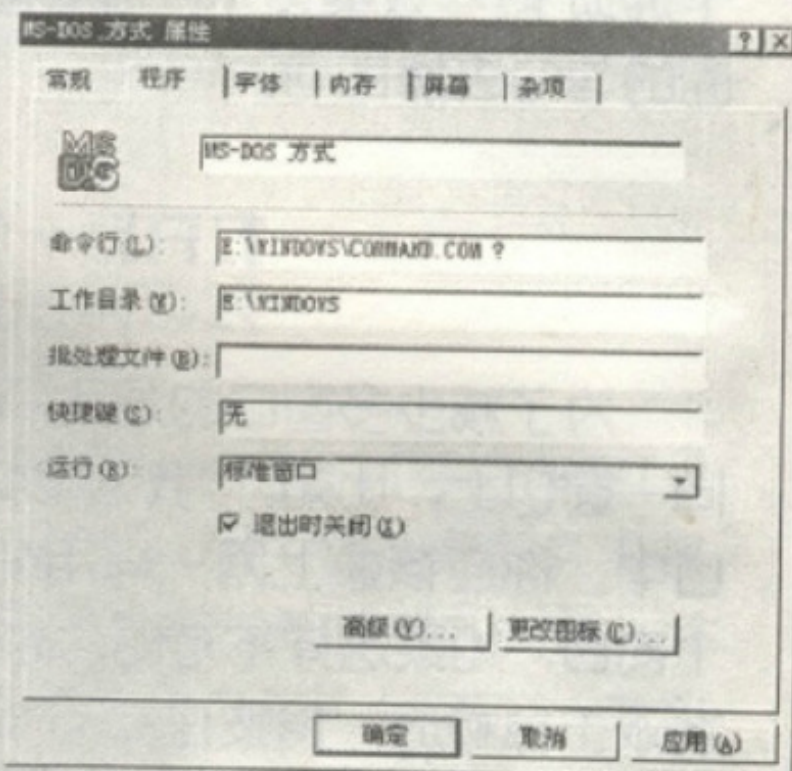 MS-DOS 方式 属性
? ×
常规 程序 字体 内存 屏幕 杂项
MS-DOS 方式
命令行(L): E:\WINDOWS\COMMAND.COM ?
工作目录(W): E:\WINDOWS
批处理文件(B):
快捷键(S): 无
运行(R): 标准窗口
退出时关闭(X)
高级(V)... 更改图标(C)...
确定 取消 应用(A)